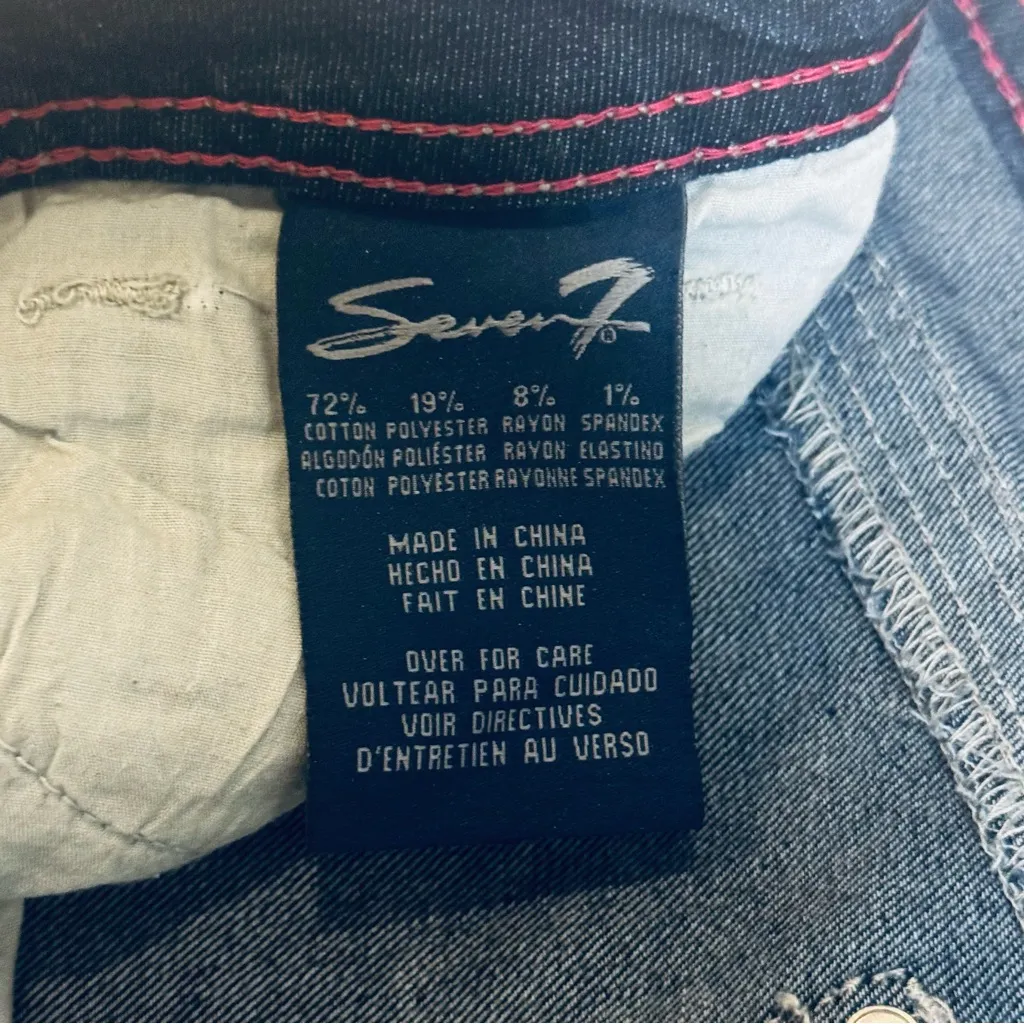 Seven7®
72% 19% 8% 1%
COTTON POLYESTER RAYON SPANDEX
ALGODÓN POLIÉSTER RAYON ELASTINO
COTON POLYESTER RAYONNE SPANDEX
MADE IN CHINA
HECHO EN CHINA
FAIT EN CHINE
OVER FOR CARE
VOLTEAR PARA CUIDADO
VOIR DIRECTIVES
D'ENTRETIEN AU VERSO